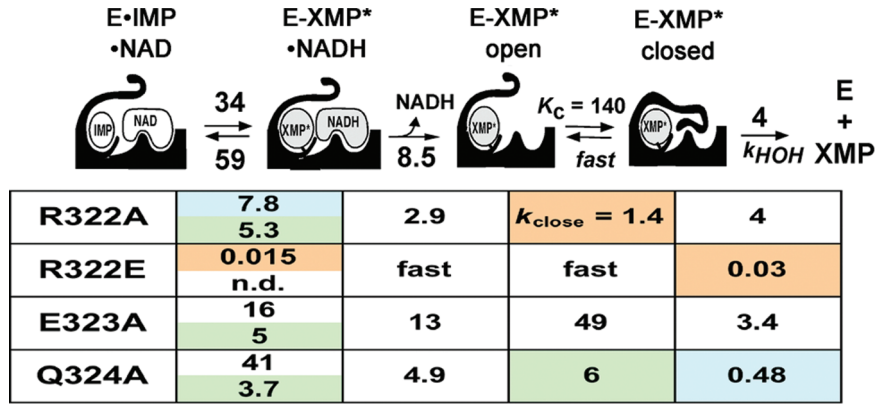 E•IMP E-XMP* E-XMP* E-XMP*
•NAD •NADH open closed
34 NADH K_C = 140 4 E
IMP NAD XMP* NADH XMP* XMP* +
59 8.5 fast k_HOH XMP
R322A 7.8 2.9 k_close = 1.4 4
5.3
R322E 0.015 fast fast 0.03
n.d.
E323A 16 13 49 3.4
5
Q324A 41 4.9 6 0.48
3.7